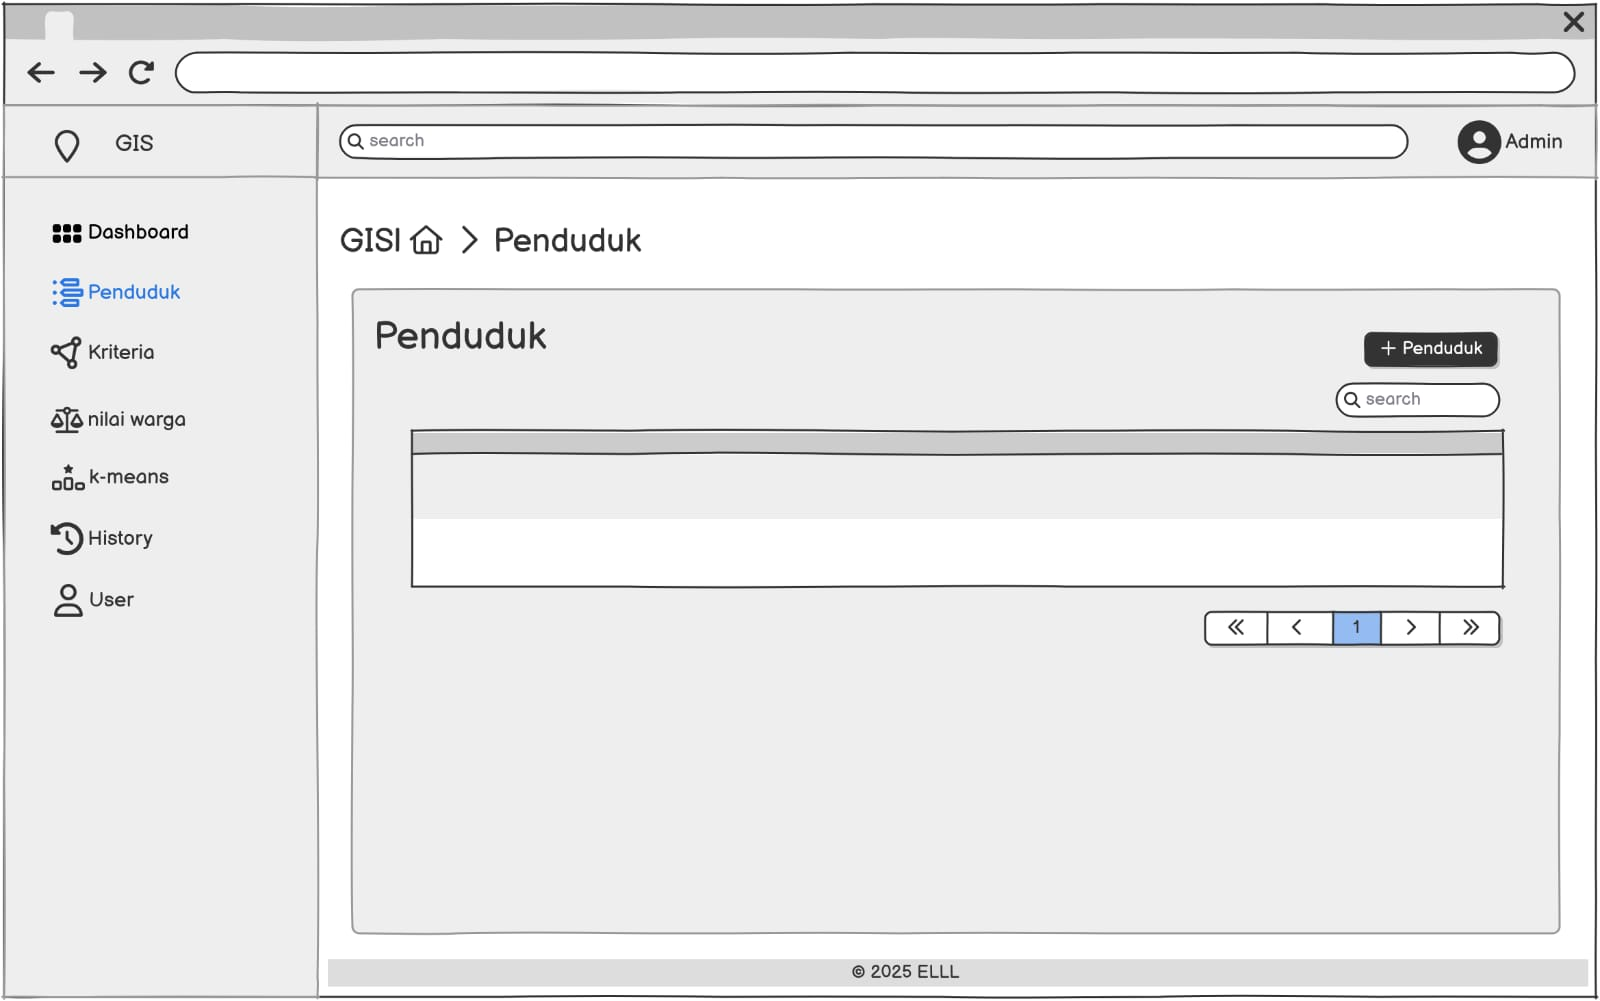 GIS
search
Admin
Dashboard
Penduduk
Kriteria
nilai warga
k-means
History
User
GISI > Penduduk
Penduduk
+ Penduduk
search
« < 1 > »
© 2025 ELLL